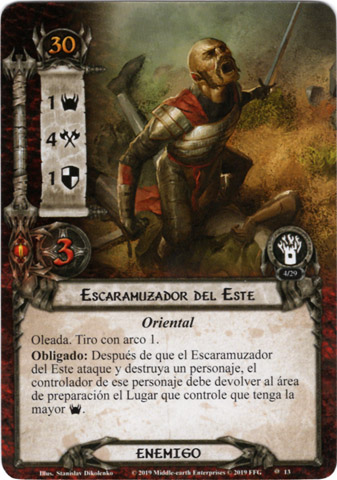 30
1
4
1
3
4/29
Escaramuzador del Este
Oriental
Oleada. Tiro con arco 1.
Obligado: Después de que el Escaramuzador
del Este ataque y destruya un personaje, el
controlador de ese personaje debe devolver al área
de preparación el Lugar que controle que tenga la
mayor .
ENEMIGO
Illus. Stanislav Dikolenko © 2019 Middle-earth Enterprises © 2019 FFG 13